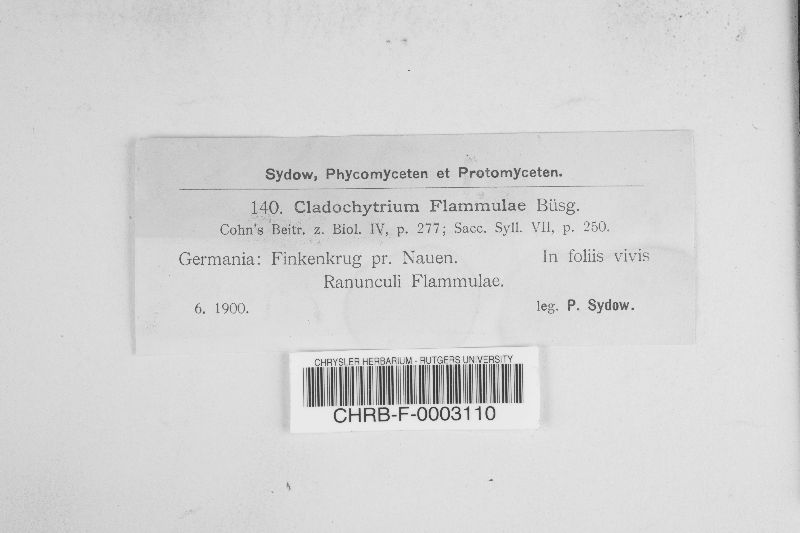 Sydow, Phycomyceten et Protomyceten.
140. Cladochytrium Flammulae Büsg.
Cohn's Beitr. z. Biol. IV, p. 277; Sacc. Syll. VII, p. 250.
Germania: Finkenkrug pr. Nauen. In foliis vivis
Ranunculi Flammulae.
6. 1900. leg. P. Sydow.
CHRYSLER HERBARIUM - RUTGERS UNIVERSITY
CHRB-F-0003110